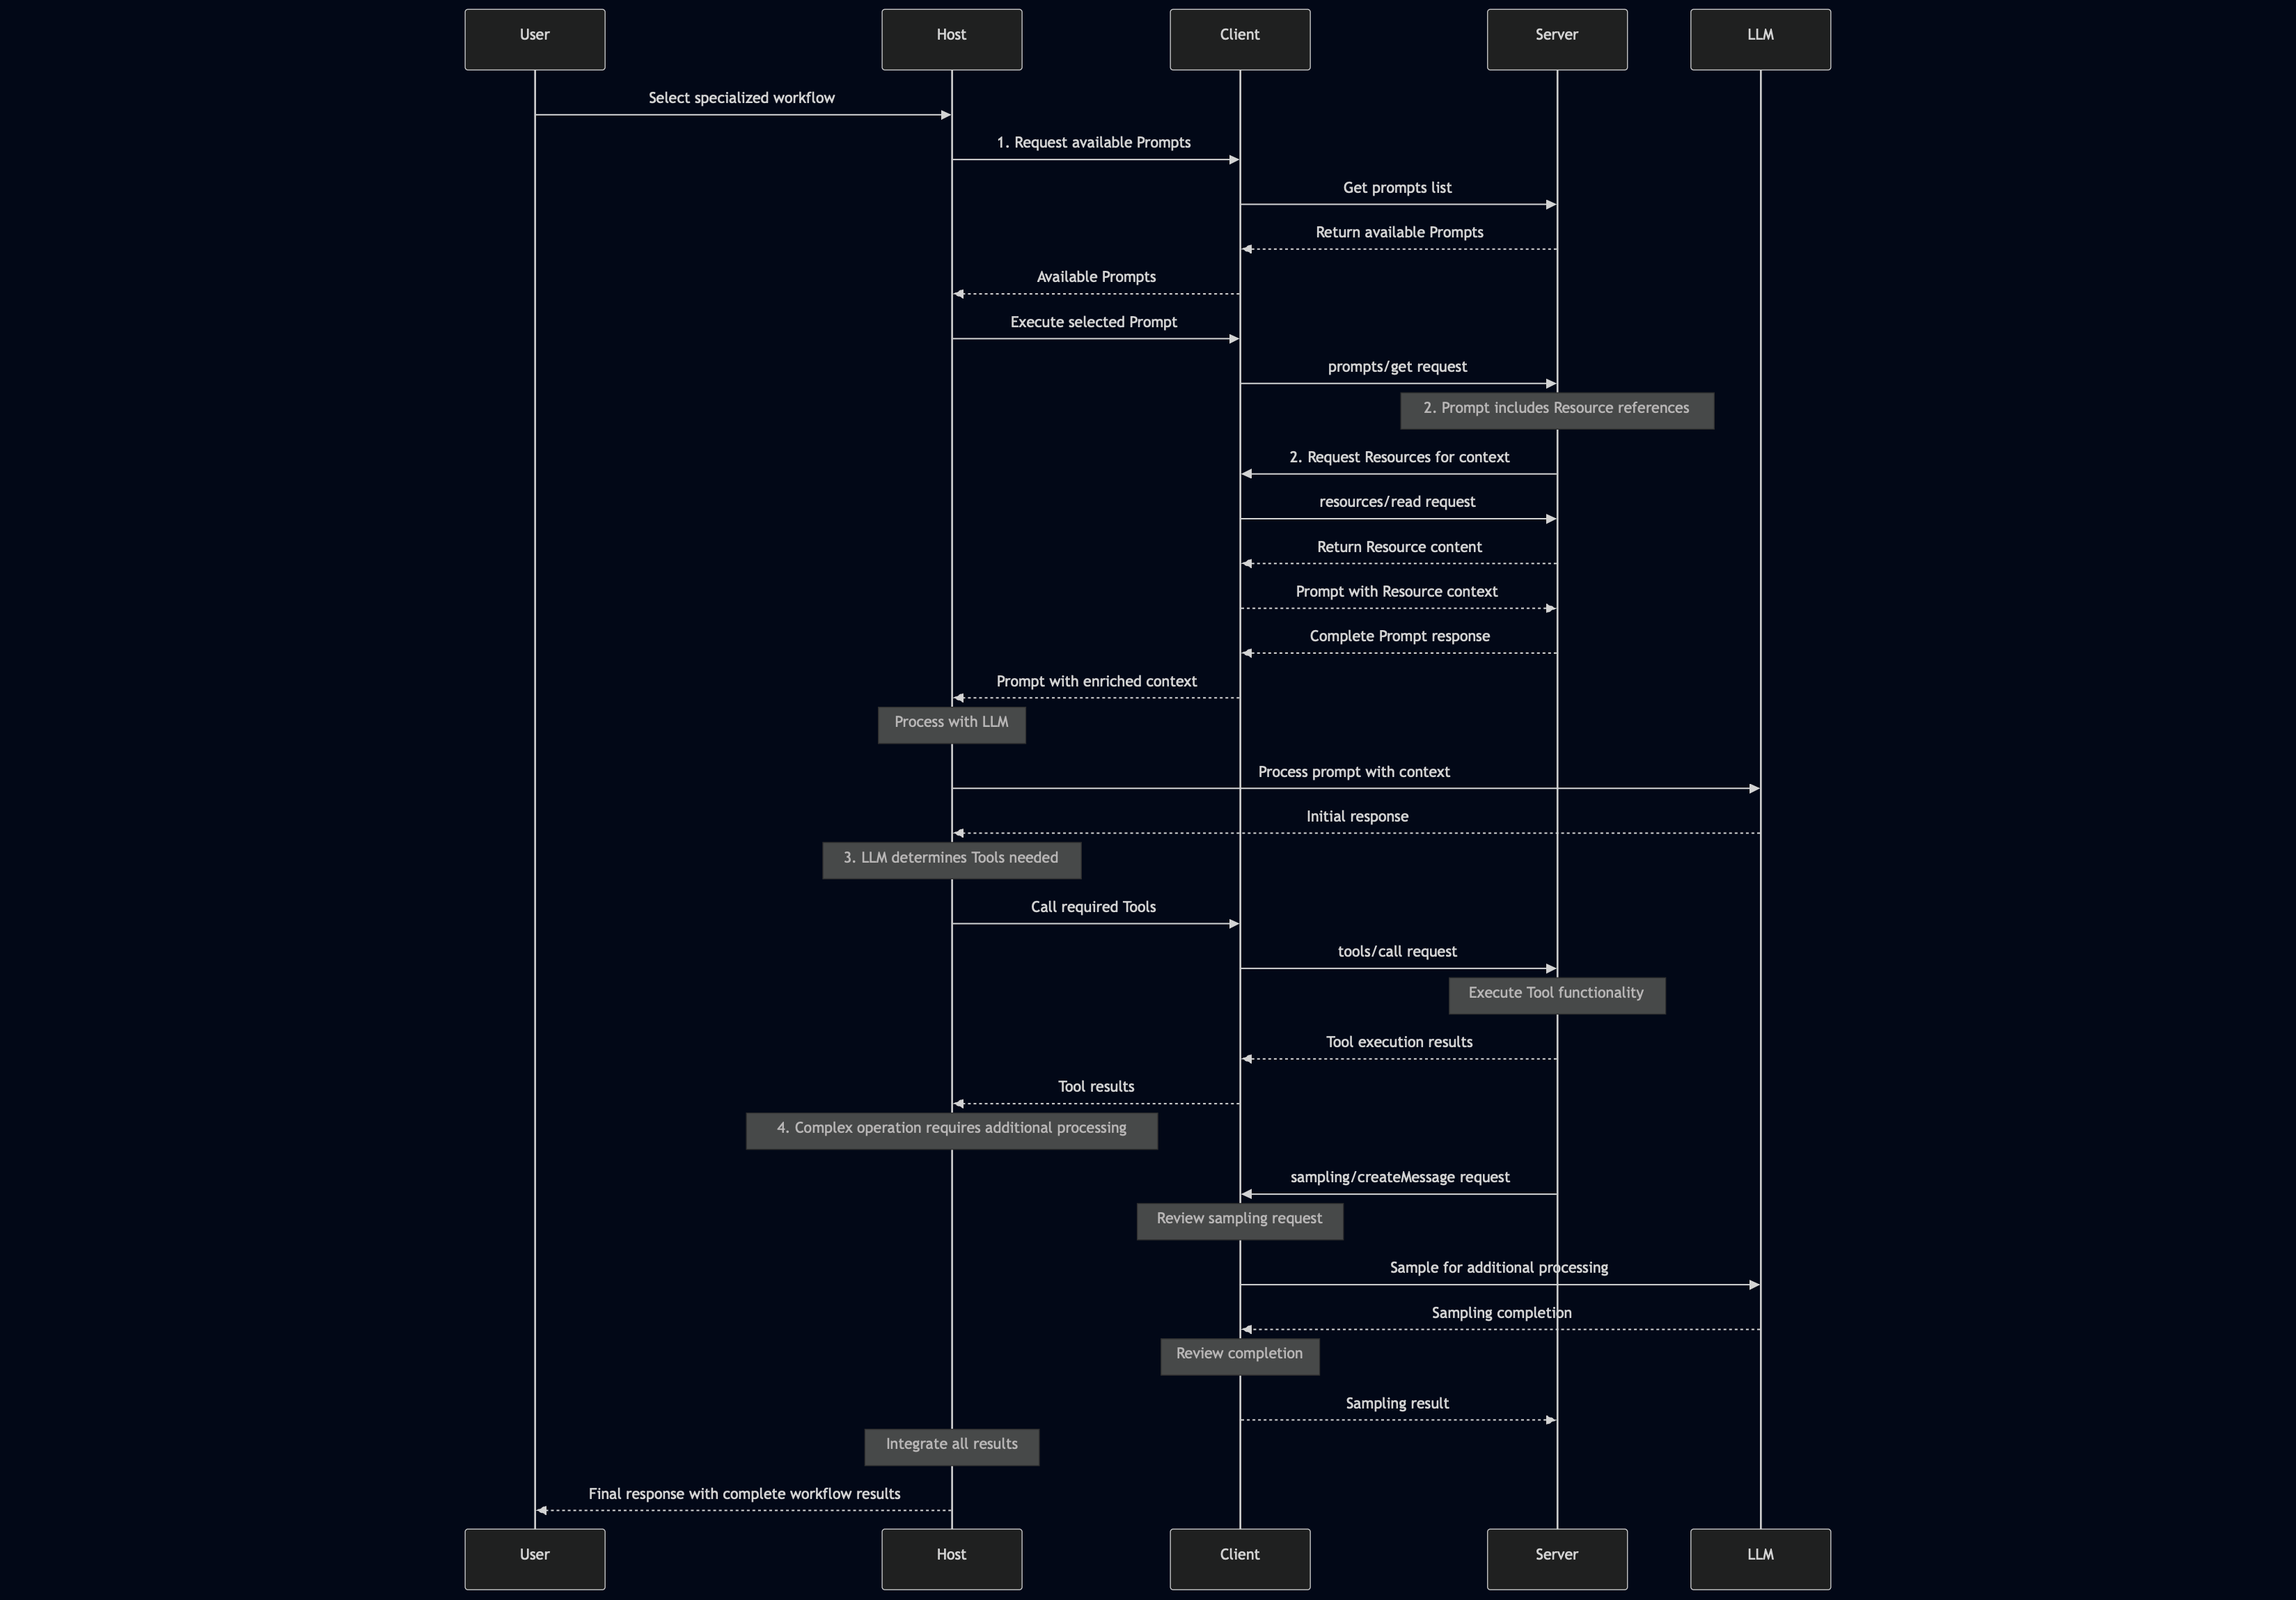 User
Host
Client
Server
LLM
Select specialized workflow
1. Request available Prompts
Get prompts list
Return available Prompts
Available Prompts
Execute selected Prompt
prompts/get request
2. Prompt includes Resource references
2. Request Resources for context
resources/read request
Return Resource content
Prompt with Resource context
Complete Prompt response
Prompt with enriched context
Process with LLM
Process prompt with context
Initial response
3. LLM determines Tools needed
Call required Tools
tools/call request
Execute Tool functionality
Tool execution results
Tool results
4. Complex operation requires additional processing
sampling/createMessage request
Review sampling request
Sample for additional processing
Sampling completion
Review completion
Sampling result
Integrate all results
Final response with complete workflow results
User
Host
Client
Server
LLM